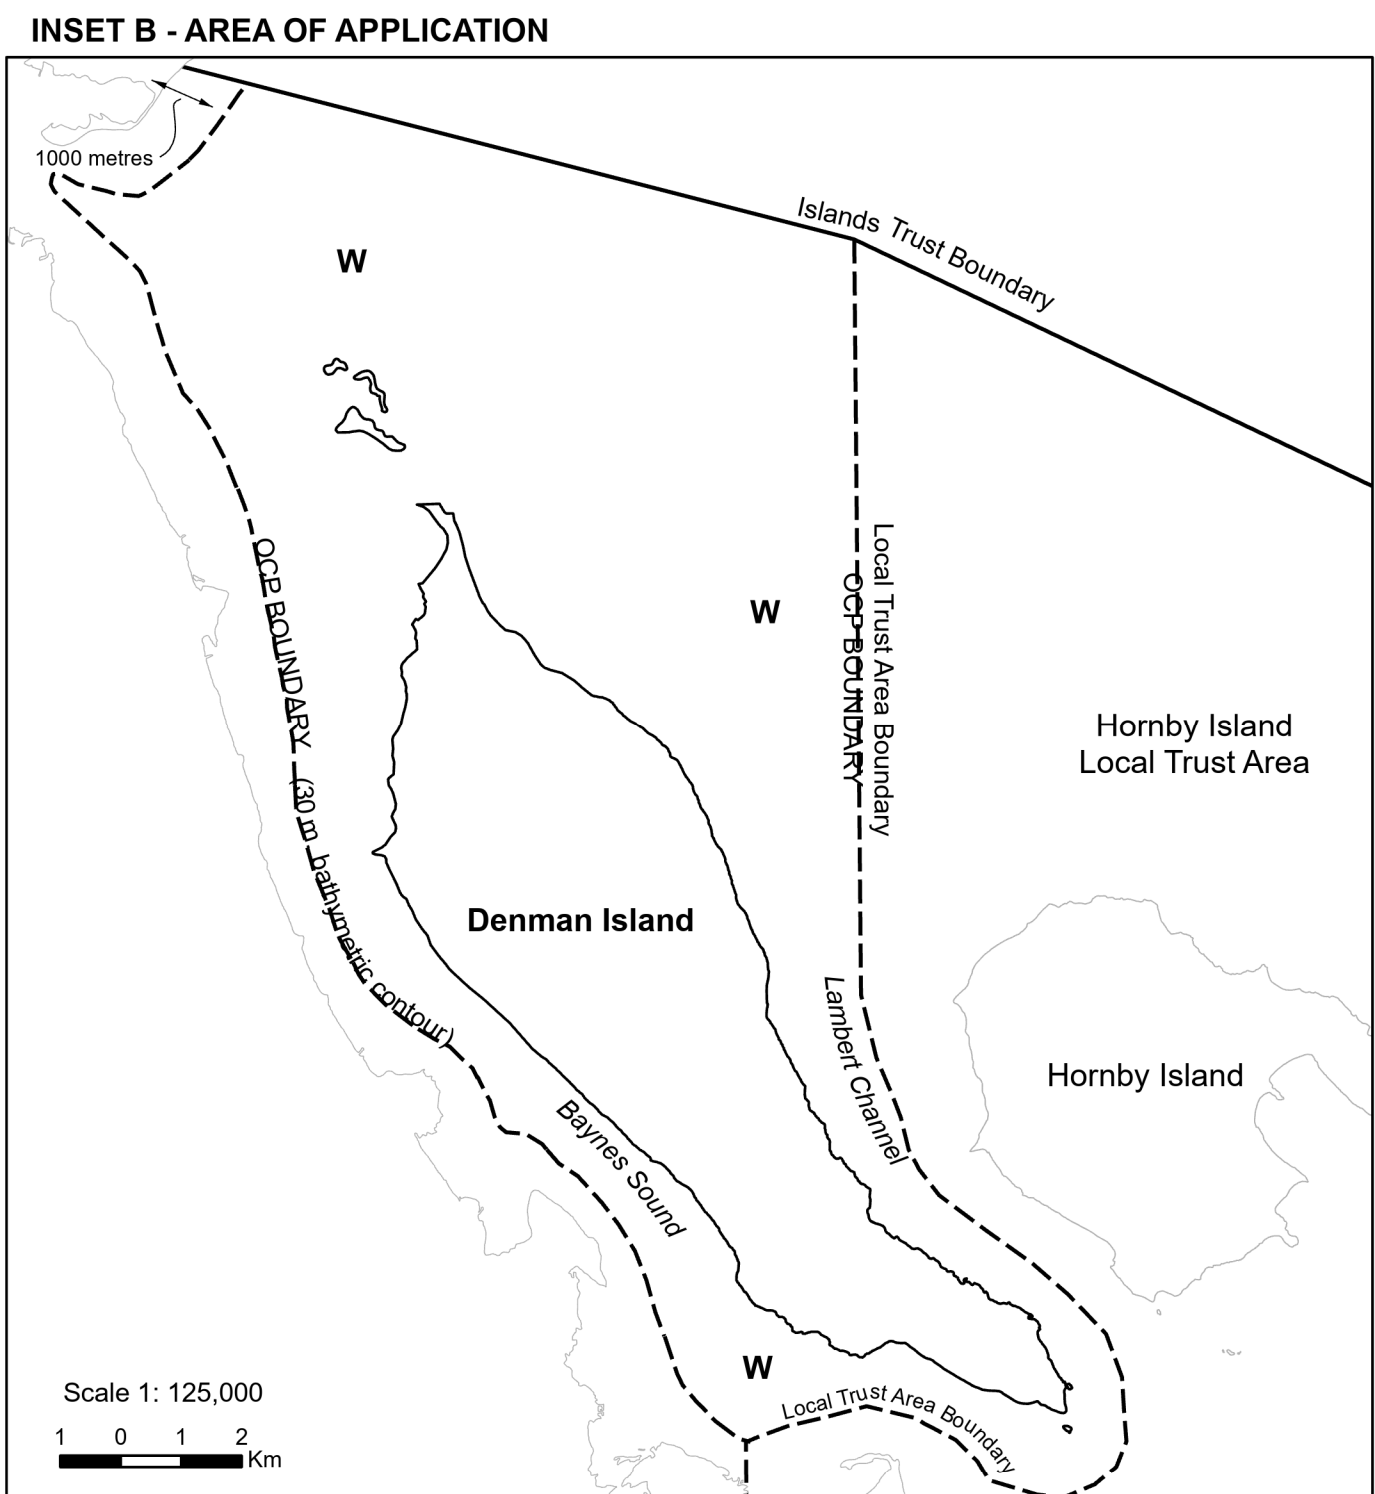 INSET B - AREA OF APPLICATION
1000 metres
Islands Trust Boundary
W
OCP BOUNDARY (30 m bathymetric contour)
W
Local Trust Area Boundary
OCP BOUNDARY
Hornby Island
Local Trust Area
Denman Island
Lambert Channel
Hornby Island
Baynes Sound
W
Local Trust Area Boundary
Scale 1: 125,000
1 0 1 2
Km